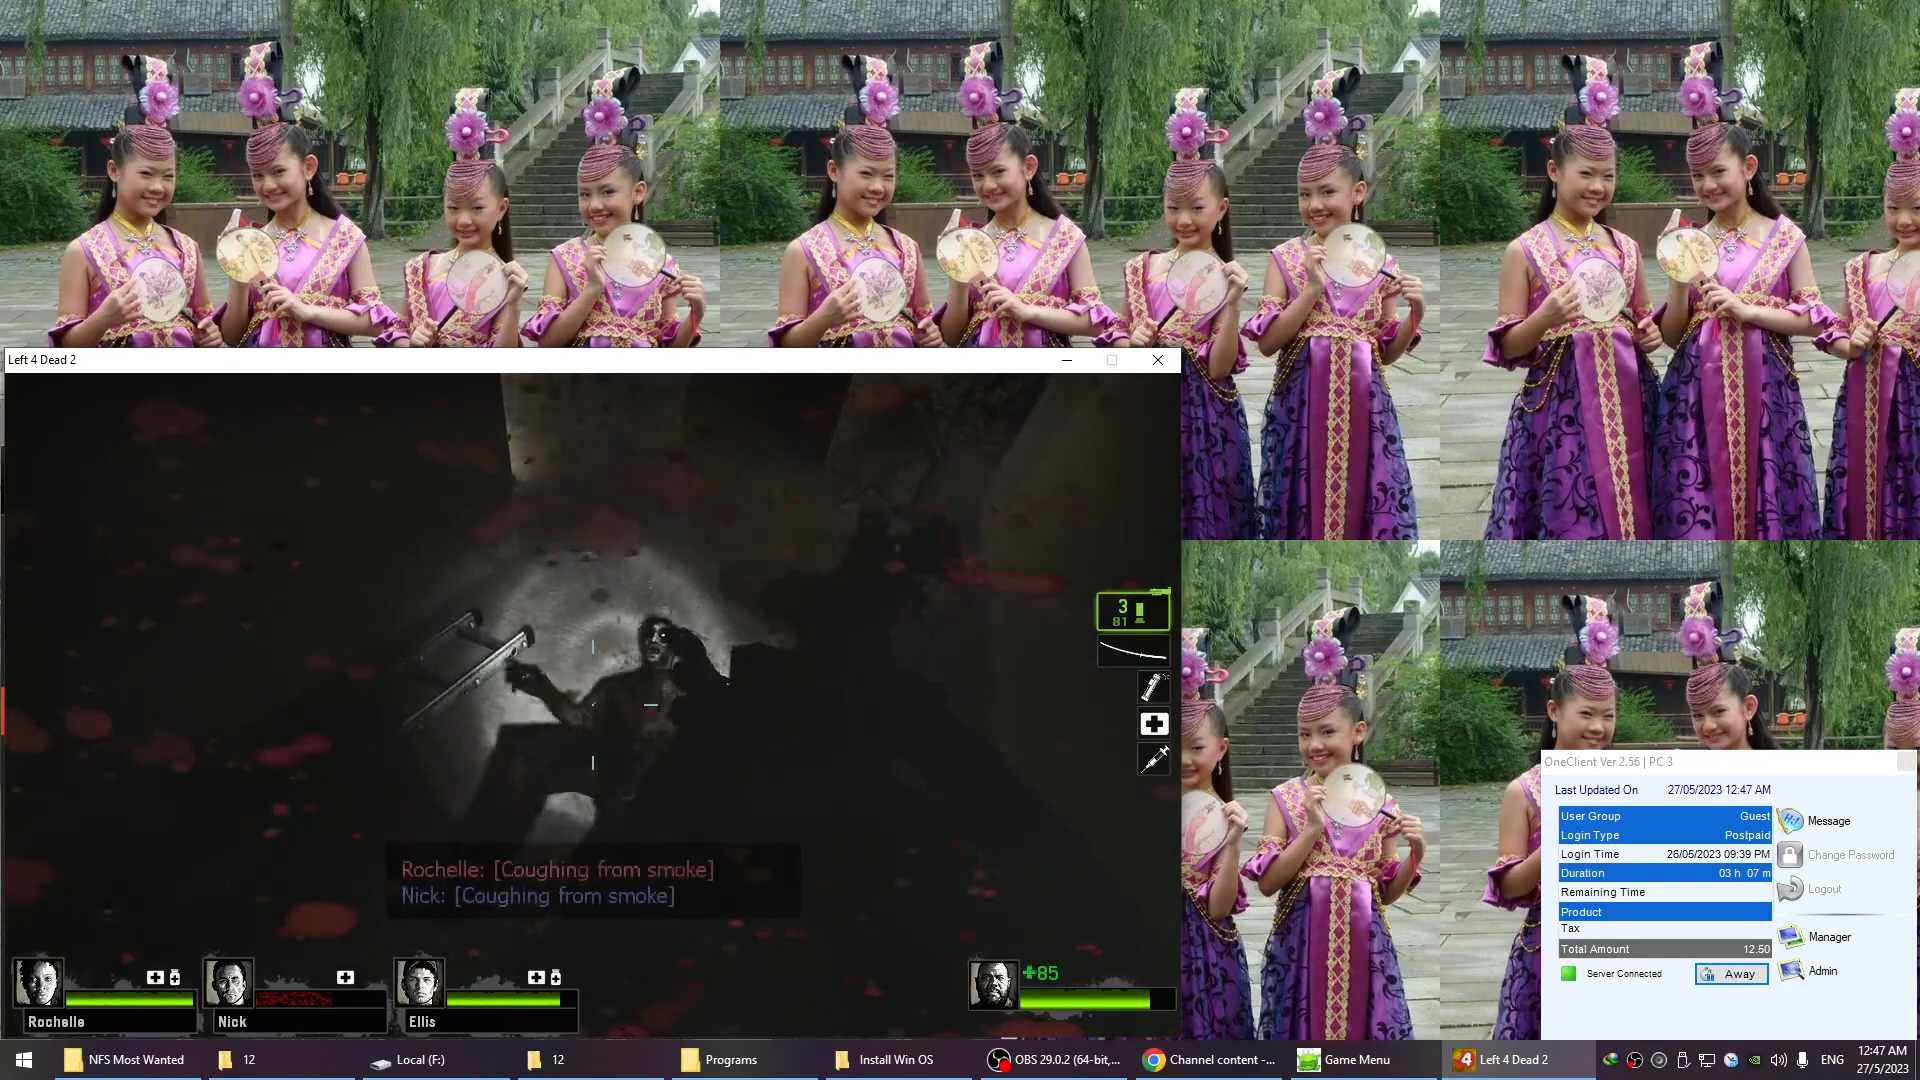 Left 4 Dead 2
3
81
Rochelle: [Coughing from smoke]
Nick: [Coughing from smoke]
Rochelle
Nick
Ellis
+85
OneClient Ver 2.56 | PC 3
Last Updated On 27/05/2023 12:47 AM
User Group Guest
Login Type Postpaid
Login Time 26/05/2023 09:39 PM
Duration 03 h 07 m
Remaining Time
Product
Tax
Total Amount 12.50
Server Connected
Away
Message
Change Password
Logout
Manager
Admin
NFS Most Wanted
12
Local (F:)
12
Programs
Install Win OS
OBS 29.0.2 (64-bit,...
Channel content -...
Game Menu
Left 4 Dead 2
ENG
12:47 AM
27/5/2023